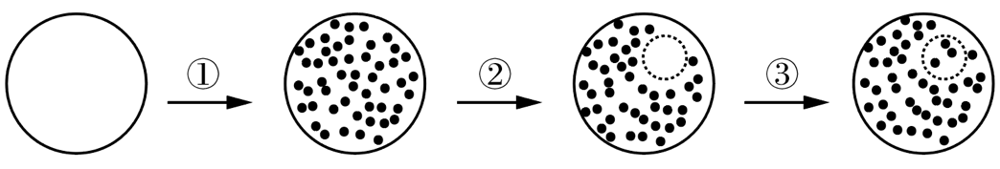 ① ② ③